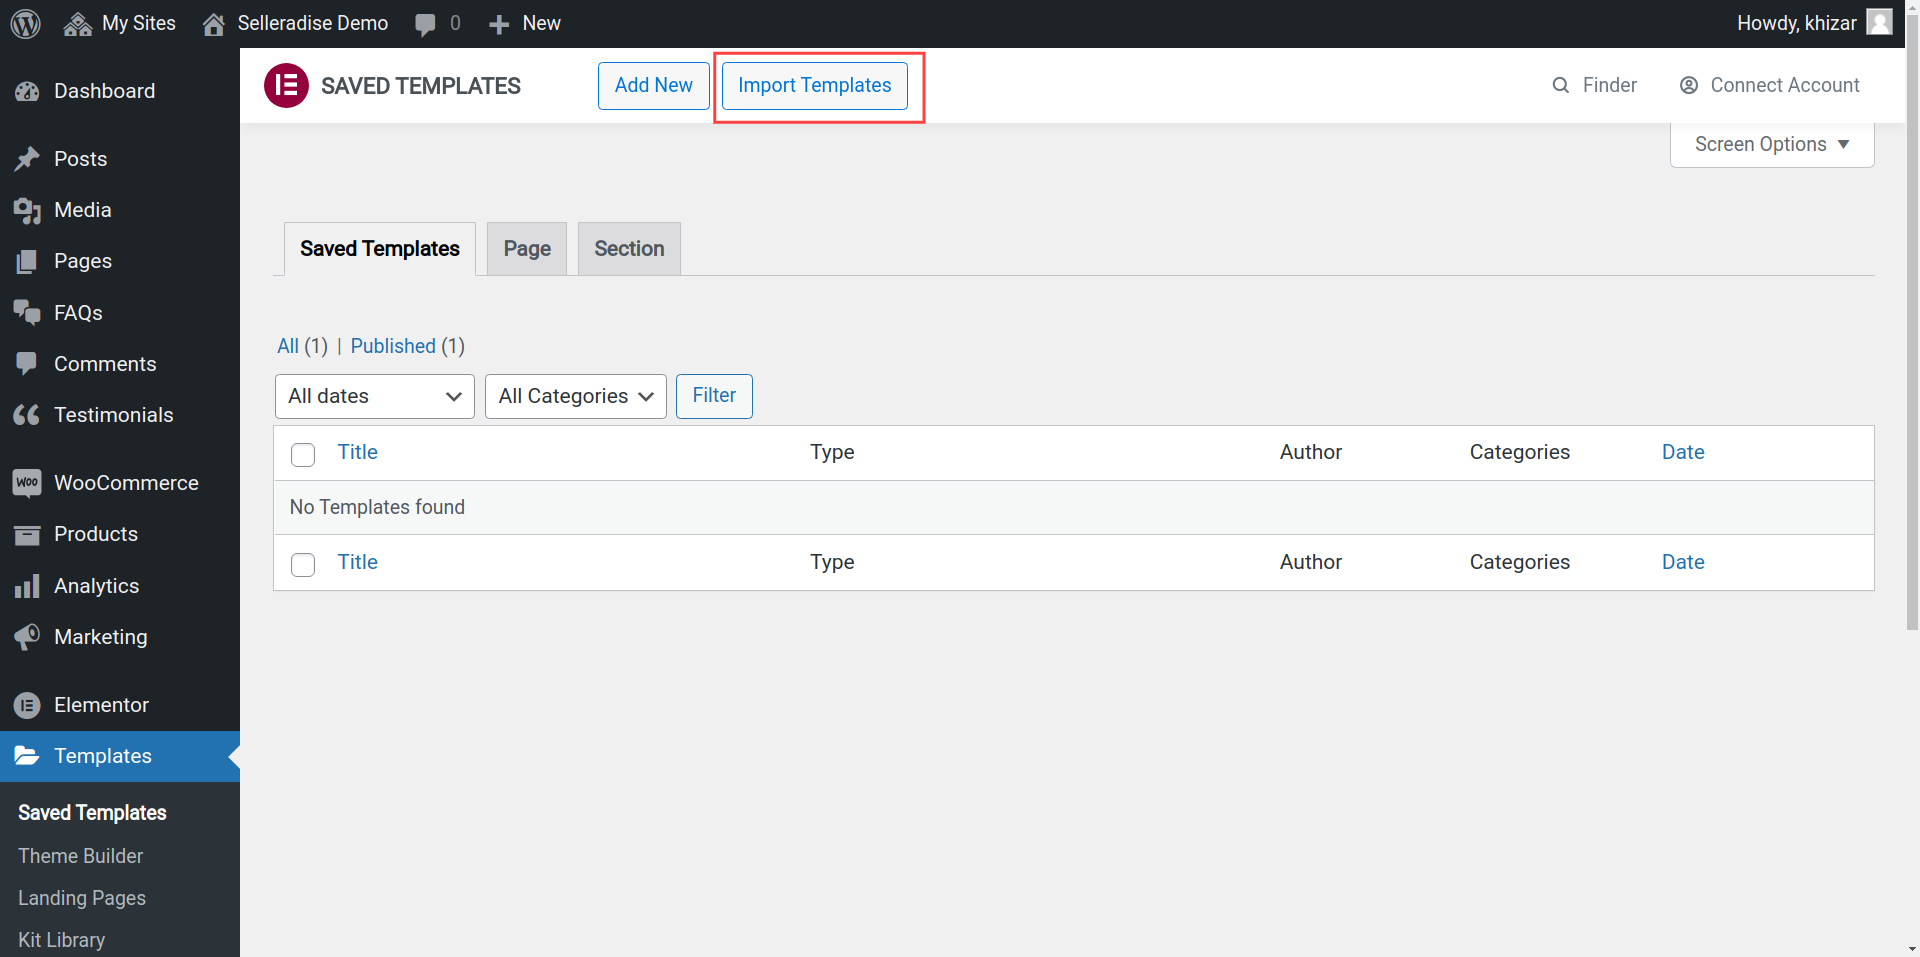 My Sites Selleradise Demo 0 New Howdy, khizar
Dashboard
Posts
Media
Pages
FAQs
Comments
Testimonials
WOO WooCommerce
Products
Analytics
Marketing
Elementor
Templates
Saved Templates
Theme Builder
Landing Pages
Kit Library
SAVED TEMPLATES Add New Import Templates Finder Connect Account
Screen Options
Saved Templates Page Section
All (1) | Published (1)
All dates All Categories Filter
Title Type Author Categories Date
No Templates found
Title Type Author Categories Date